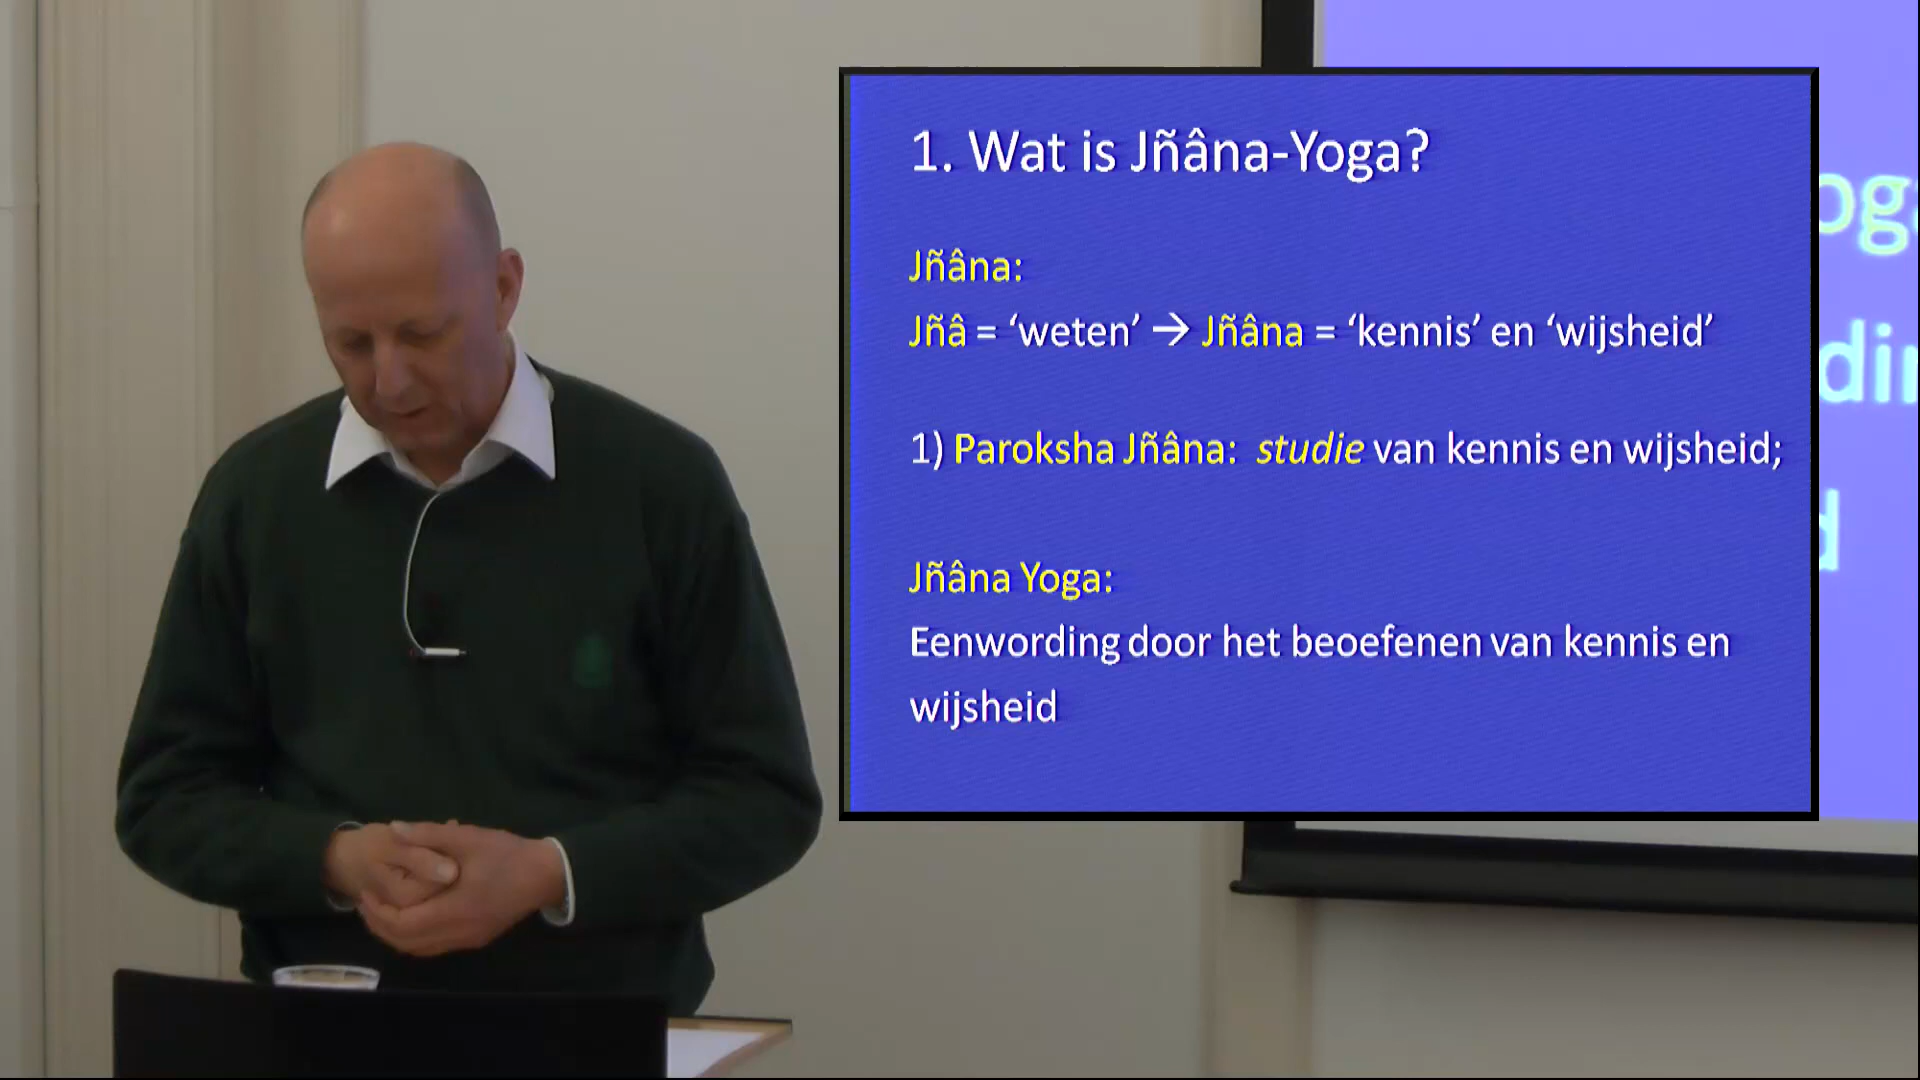 1. Wat is Jñâna-Yoga?
Jñâna:
Jñâ = ‘weten’ → Jñâna = ‘kennis’ en ‘wijsheid’
1) Paroksha Jñâna: studie van kennis en wijsheid;
Jñâna Yoga:
Eenwording door het beoefenen van kennis en
wijsheid